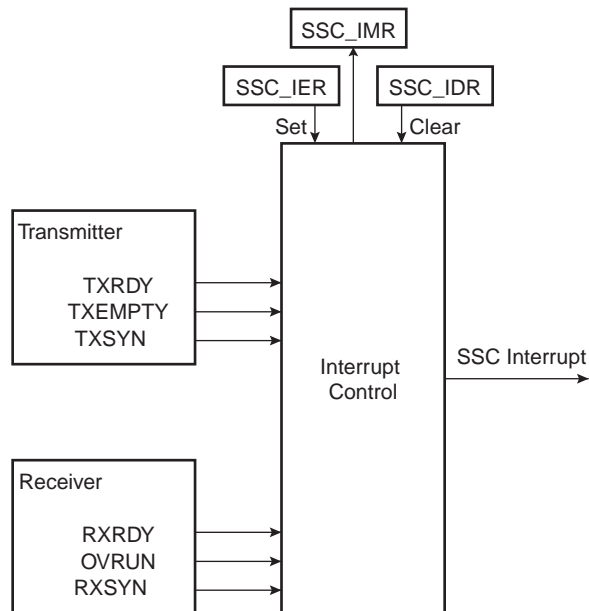 SSC_IMR
SSC_IER
SSC_IDR
Set
Clear
Transmitter
TXRDY
TXEMPTY
TXSYN
Interrupt
Control
SSC Interrupt
Receiver
RXRDY
OVRUN
RXSYN